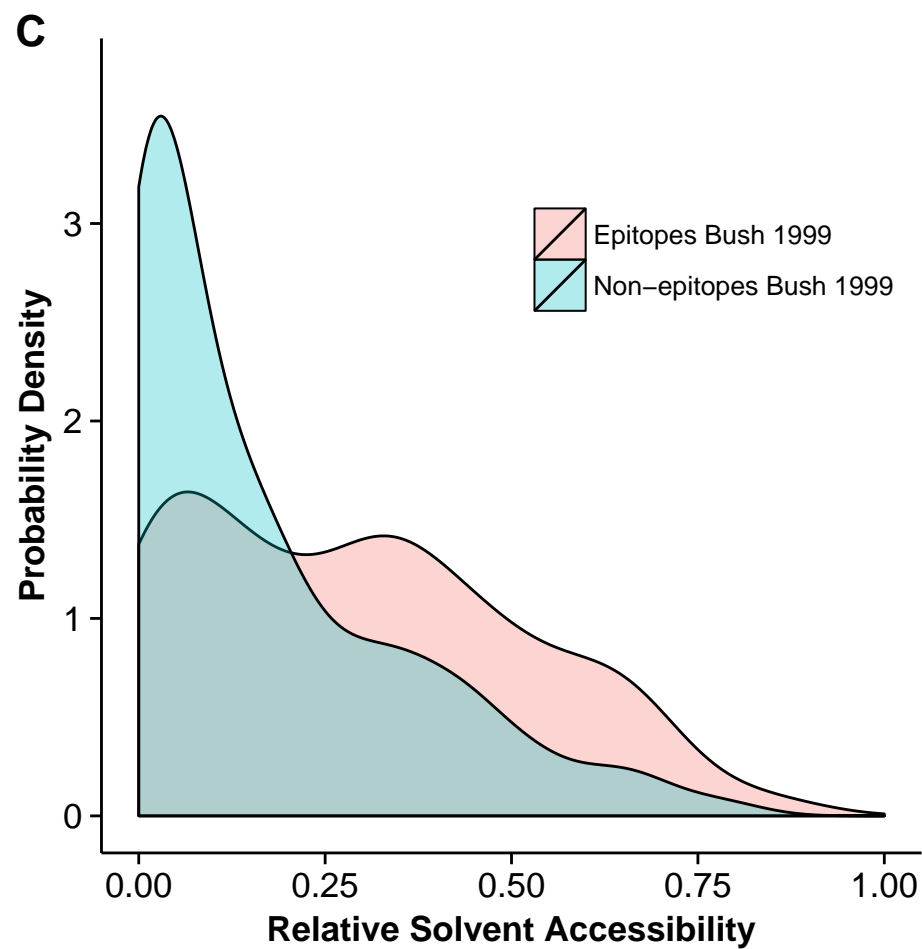 C
Probability Density
3
2
1
0
Epitopes Bush 1999
Non−epitopes Bush 1999
0.00 0.25 0.50 0.75 1.00
Relative Solvent Accessibility